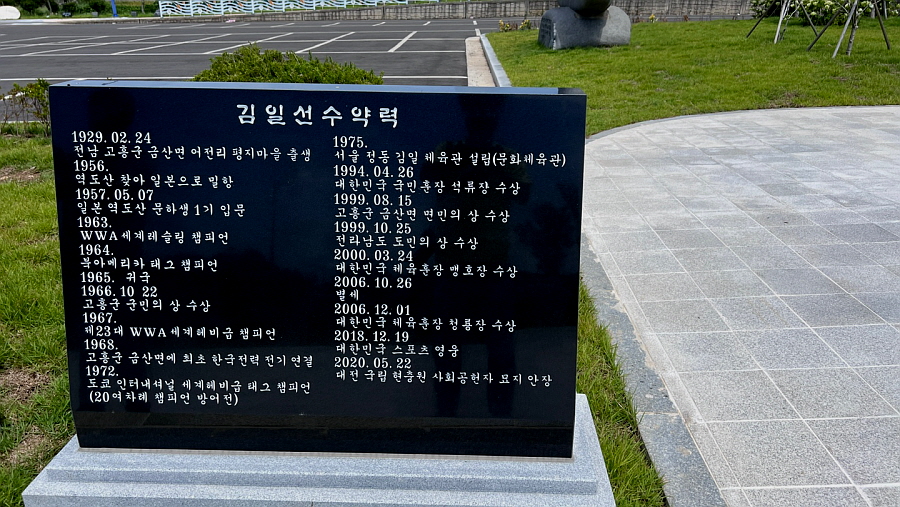 김일선수약력
1929. 02. 24
전남 고흥군 금산면 어전리 평지마을 출생
1956.
역도산 찾아 일본으로 밀항
1957. 05. 07
일본 역도산 문하생 1기 입문
1963.
WWA세계레슬링 챔피언
1964.
북아메리카 태그 챔피언
1965. 귀국
1966. 10 22
고흥군 군민의 상 수상
1967.
제23대 WWA세계헤비급 챔피언
1968.
고흥군 금산면에 최초 한국전력 전기 연결
1972.
도쿄 인터내셔널 세계헤비급 태그 챔피언
(20여차례 챔피언 방어전)
1975.
서울 정동 김일 체육관 설립(문화체육관)
1994. 04. 26
대한민국 국민훈장 석류장 수상
1999. 08. 15
고흥군 금산면 면민의 상 수상
1999. 10. 25
전라남도 도민의 상 수상
2000. 03. 24
대한민국 체육훈장 맹호장 수상
2006. 10. 26
별세
2006. 12. 01
대한민국 체육훈장 청룡장 수상
2018. 12. 19
대한민국 스포츠 영웅
2020. 05. 22
대전 국립 현충원 사회공헌자 묘지 안장